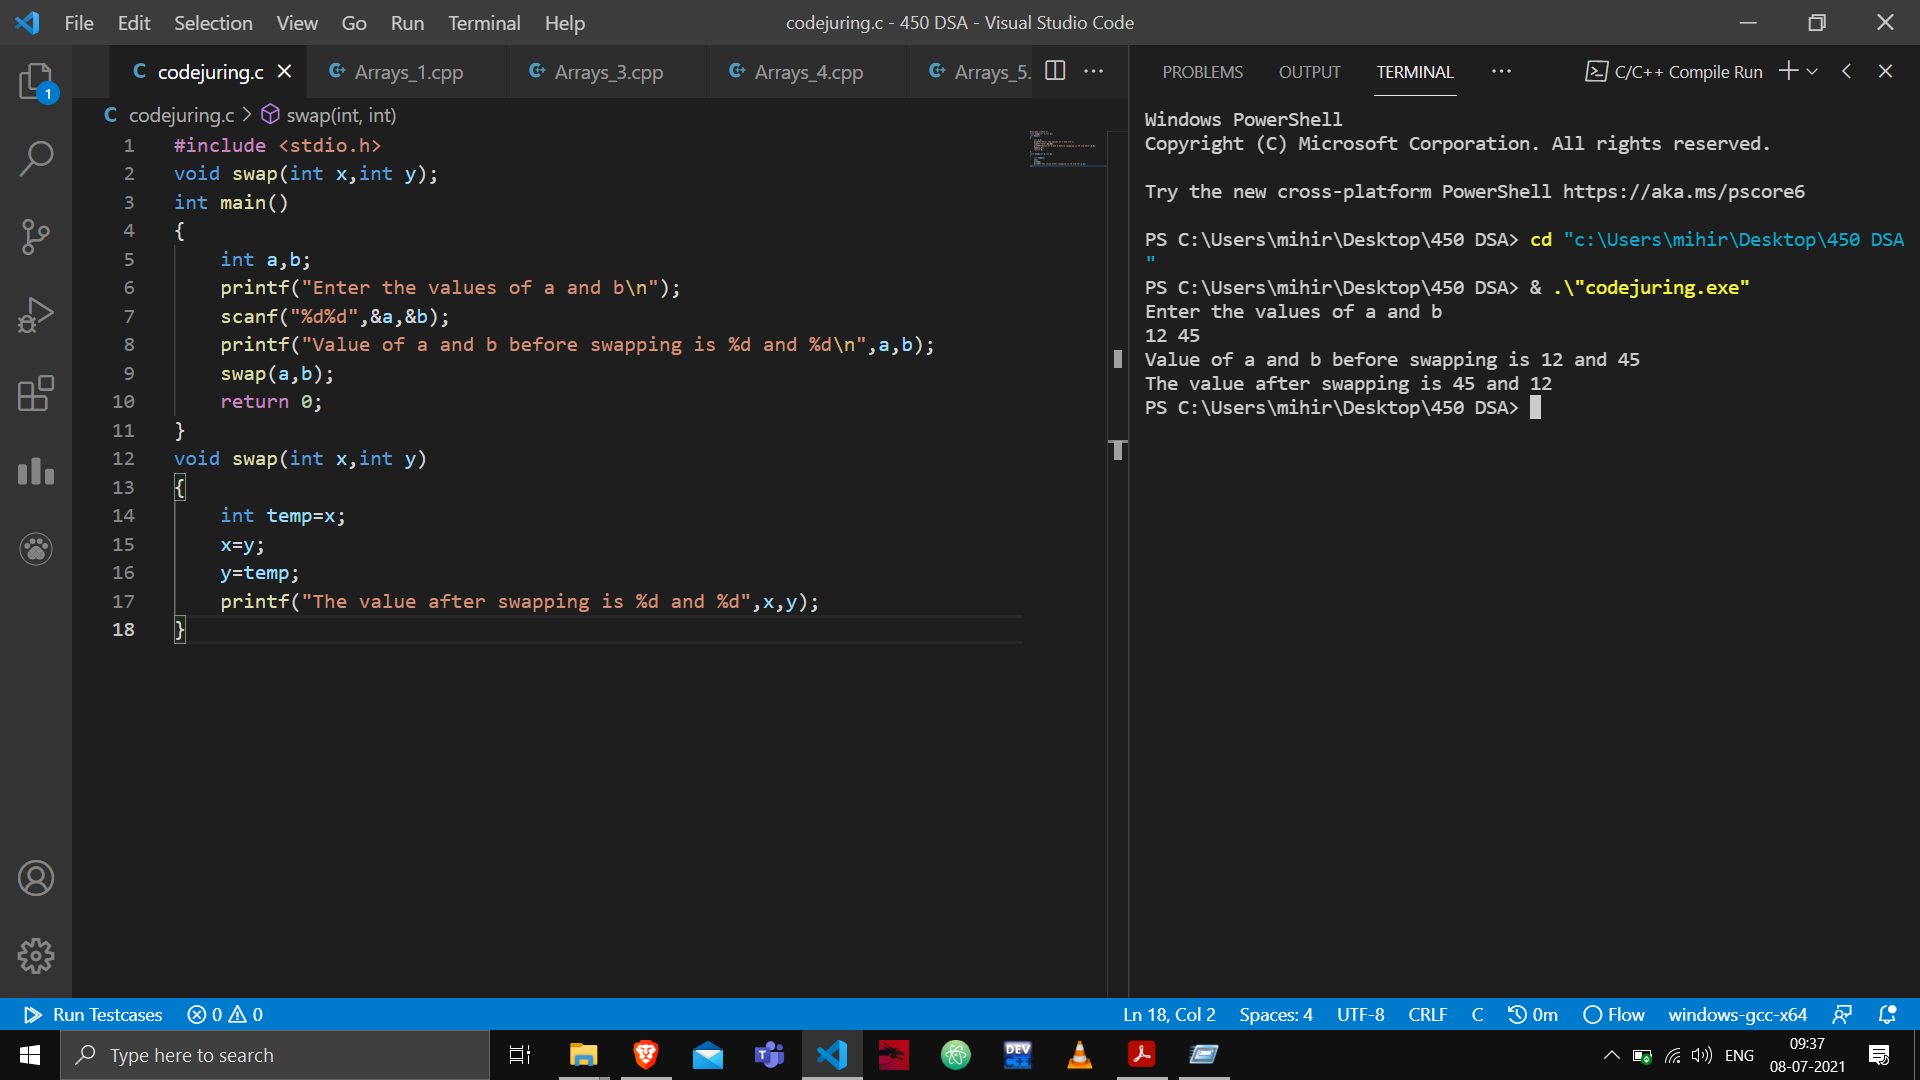 File Edit Selection View Go Run Terminal Help
codejuring.c - 450 DSA - Visual Studio Code
C codejuring.c Arrays_1.cpp Arrays_3.cpp Arrays_4.cpp Arrays_5.
C codejuring.c > swap(int, int)
1 #include <stdio.h>
2 void swap(int x,int y);
3 int main()
4 {
5 int a,b;
6 printf("Enter the values of a and b\n");
7 scanf("%d%d",&a,&b);
8 printf("Value of a and b before swapping is %d and %d\n",a,b);
9 swap(a,b);
10 return 0;
11 }
12 void swap(int x,int y)
13 {
14 int temp=x;
15 x=y;
16 y=temp;
17 printf("The value after swapping is %d and %d",x,y);
18 }
PROBLEMS OUTPUT TERMINAL ... C/C++ Compile Run
Windows PowerShell
Copyright (C) Microsoft Corporation. All rights reserved.
Try the new cross-platform PowerShell https://aka.ms/pscore6
PS C:\Users\mihir\Desktop\450 DSA> cd "c:\Users\mihir\Desktop\450 DSA
"
PS C:\Users\mihir\Desktop\450 DSA> & .\"codejuring.exe"
Enter the values of a and b
12 45
Value of a and b before swapping is 12 and 45
The value after swapping is 45 and 12
PS C:\Users\mihir\Desktop\450 DSA>
1
Run Testcases 0 0
Ln 18, Col 2 Spaces: 4 UTF-8 CRLF C 0m Flow windows-gcc-x64
Type here to search
DEV C++
ENG
09:37
08-07-2021